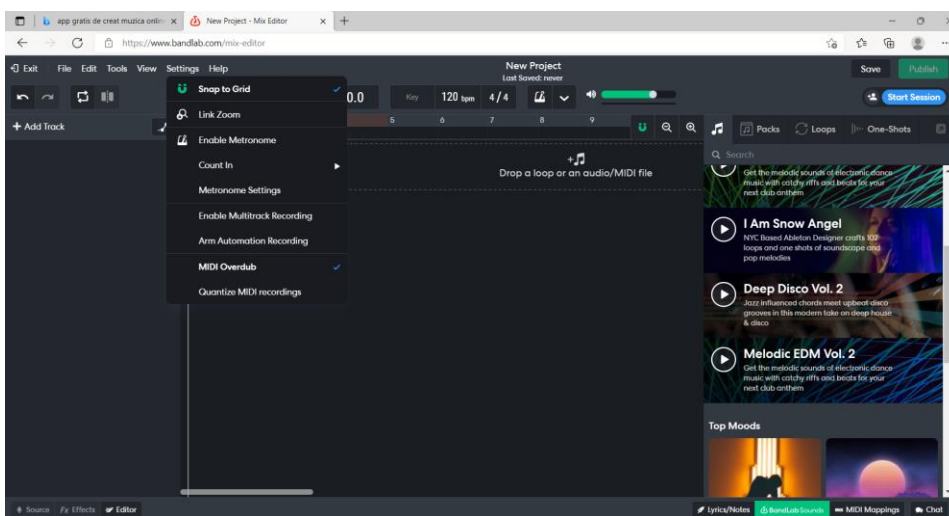 app gratis de creat muzica online
New Project - Mix Editor
https://www.bandlab.com/mix-editor
Exit File Edit Tools View Settings Help
New Project
Last Saved: never
Save Publish
0.0 Key 120 bpm 4/4
Start Session
+ Add Track
5 6 7 8 9
Snap to Grid
Link Zoom
Enable Metronome
Count In
Metronome Settings
Enable Multitrack Recording
Arm Automation Recording
MIDI Overdub
Quantize MIDI recordings
Drop a loop or an audio/MIDI file
Packs Loops One-Shots
Search
Get the melodic sounds of electronic dance
music with catchy riffs and beats for your
next club anthem
I Am Snow Angel
NYC Based Ableton Designer crafts 102
loops and one shots of soundscape and
pop melodies
Deep Disco Vol. 2
Jazz influenced chords meet upbeat disco
grooves in this modern take on deep house
& disco
Melodic EDM Vol. 2
Get the melodic sounds of electronic dance
music with catchy riffs and beats for your
next club anthem
Top Moods
Source Fx Effects Editor
Lyrics/Notes BandLab Sounds MIDI Mappings Chat